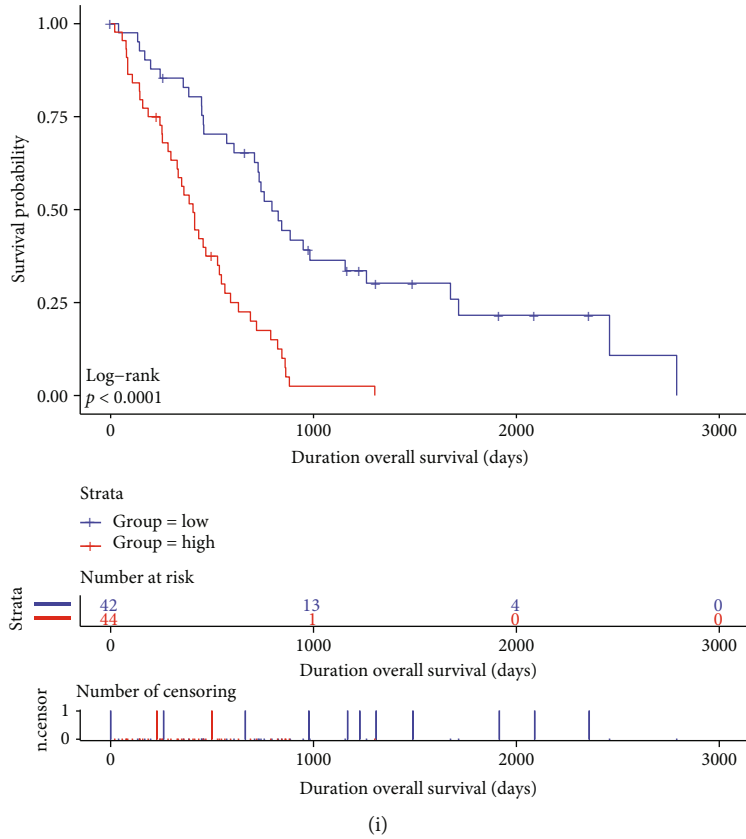 1.00
0.75
0.50
0.25
0.00
Survival probability
Log−rank
p < 0.0001
0 1000 2000 3000
Duration overall survival (days)
Strata
Group = low
Group = high
Number at risk
Strata
42 13 4 0
44 1 0 0
0 1000 2000 3000
Duration overall survival (days)
Number of censoring
n.censor
1
0
0 1000 2000 3000
Duration overall survival (days)
(i)